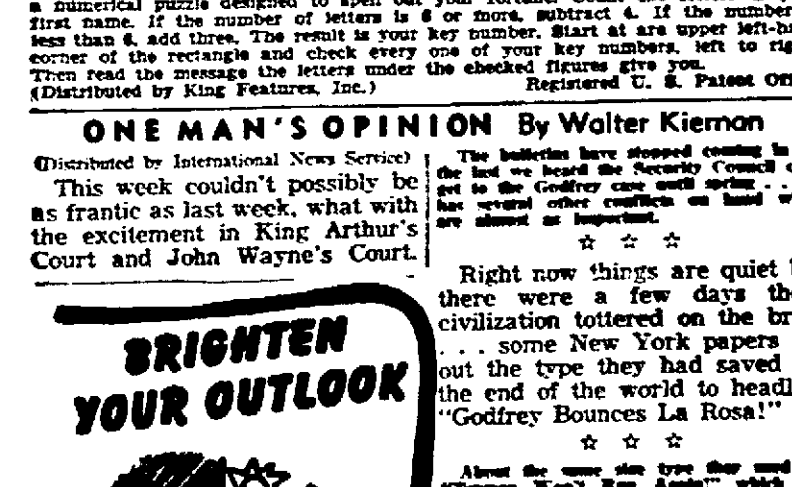 a numerical puzzle designed to spell out your fortune. Count the letters in
first name. If the number of letters is 6 or more, subtract 4. If the number
less than 6, add three. The result is your key number. Start at are upper left-ha
corner of the rectangle and check every one of your key numbers, left to rig
Then read the message the letters under the checked figures give you.
(Distributed by King Features, Inc.) Registered U. S. Patent Off
ONE MAN'S OPINION By Walter Kiernan
(Distributed by International News Service)
This week couldn't possibly be
as frantic as last week, what with
the excitement in King Arthur's
Court and John Wayne's Court.
BRIGHTEN
YOUR OUTLOOK
The bulletins have stopped coming in
the last we heard the Security Council
get to the Godfrey case until spring . .
has several other conflicts on hand w
are almost as important.
☆ ☆ ☆
Right now things are quiet
there were a few days th
civilization tottered on the br
. . . some New York papers
out the type they had saved
the end of the world to headl
"Godfrey Bounces La Rosa!"
☆ ☆ ☆
About the same size type they used
Won't Run Again" which